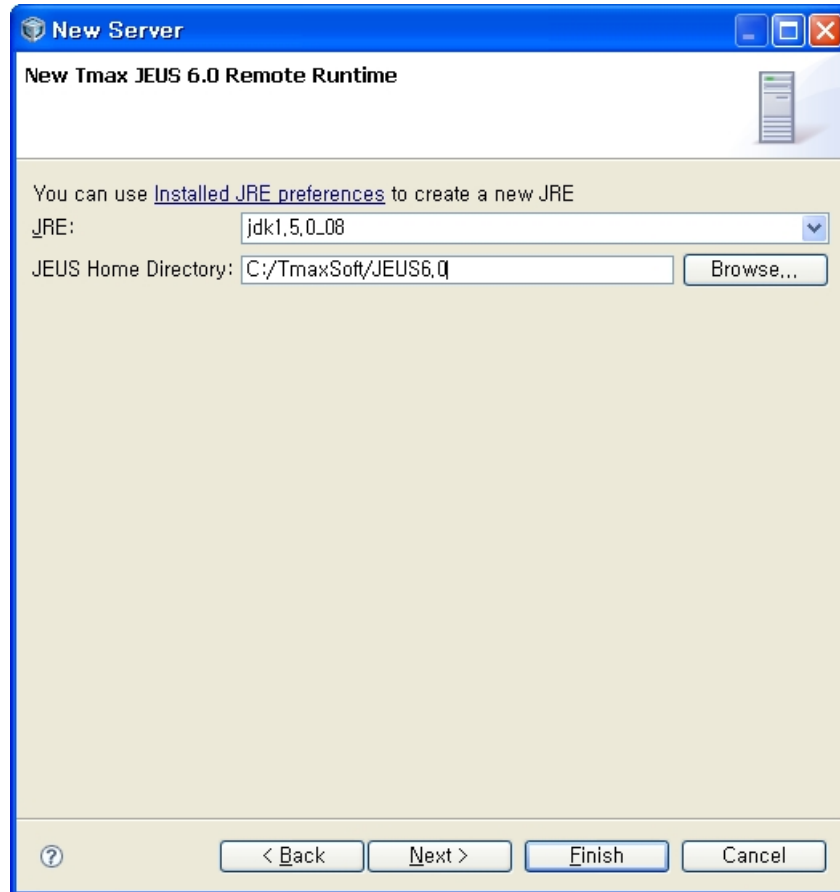 New Server
New Tmax JEUS 6.0 Remote Runtime
You can use Installed JRE preferences to create a new JRE
JRE: jdk1.5.0_08
JEUS Home Directory: C:/TmaxSoft/JEUS6.0 Browse...
? < Back Next > Finish Cancel